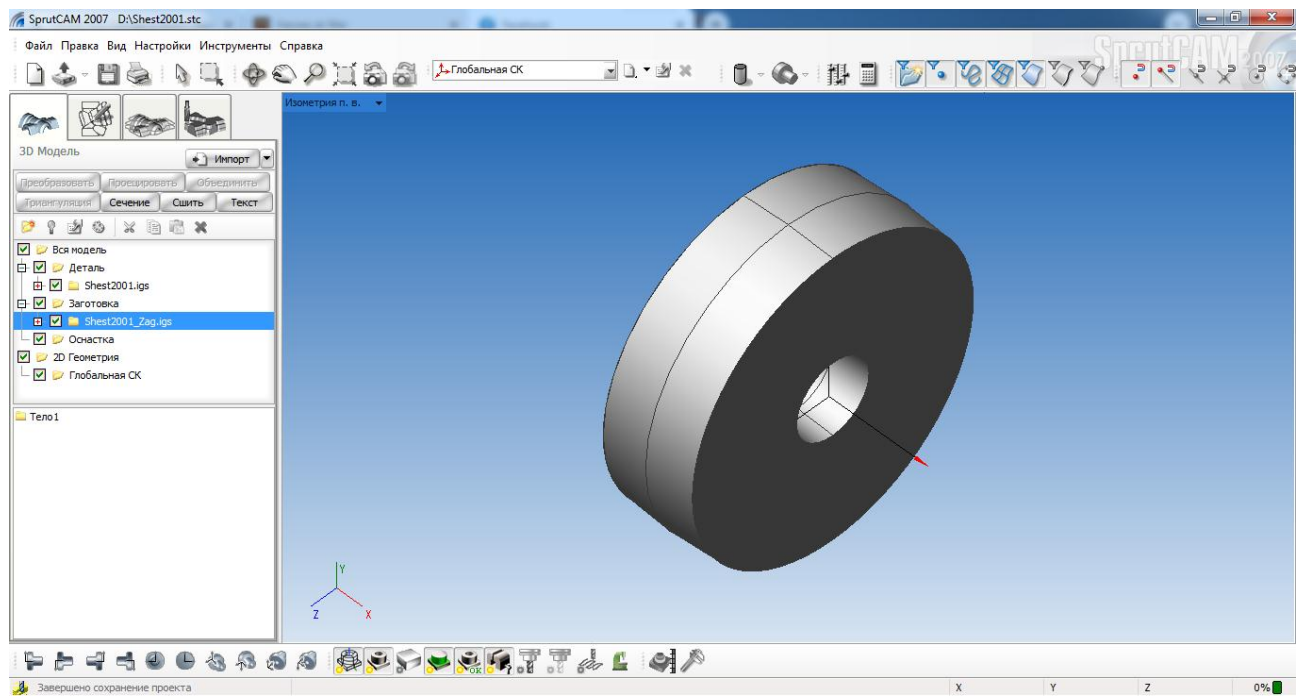 SprutCAM 2007 D:\Shest2001.stc
Файл Правка Вид Настройки Инструменты Справка
SprutCAM 2007
Глобальная СК
Изометрия п. в.
3D Модель
Импорт
Преобразовать Проецировать Объединить
Триангуляция Сечение Сшить Текст
Вся модель
Деталь
Shest2001.igs
Заготовка
Shest2001_Zag.igs
Оснастка
2D Геометрия
Глобальная СК
Тело1
Y
Z X
Завершено сохранение проекта X Y Z 0%